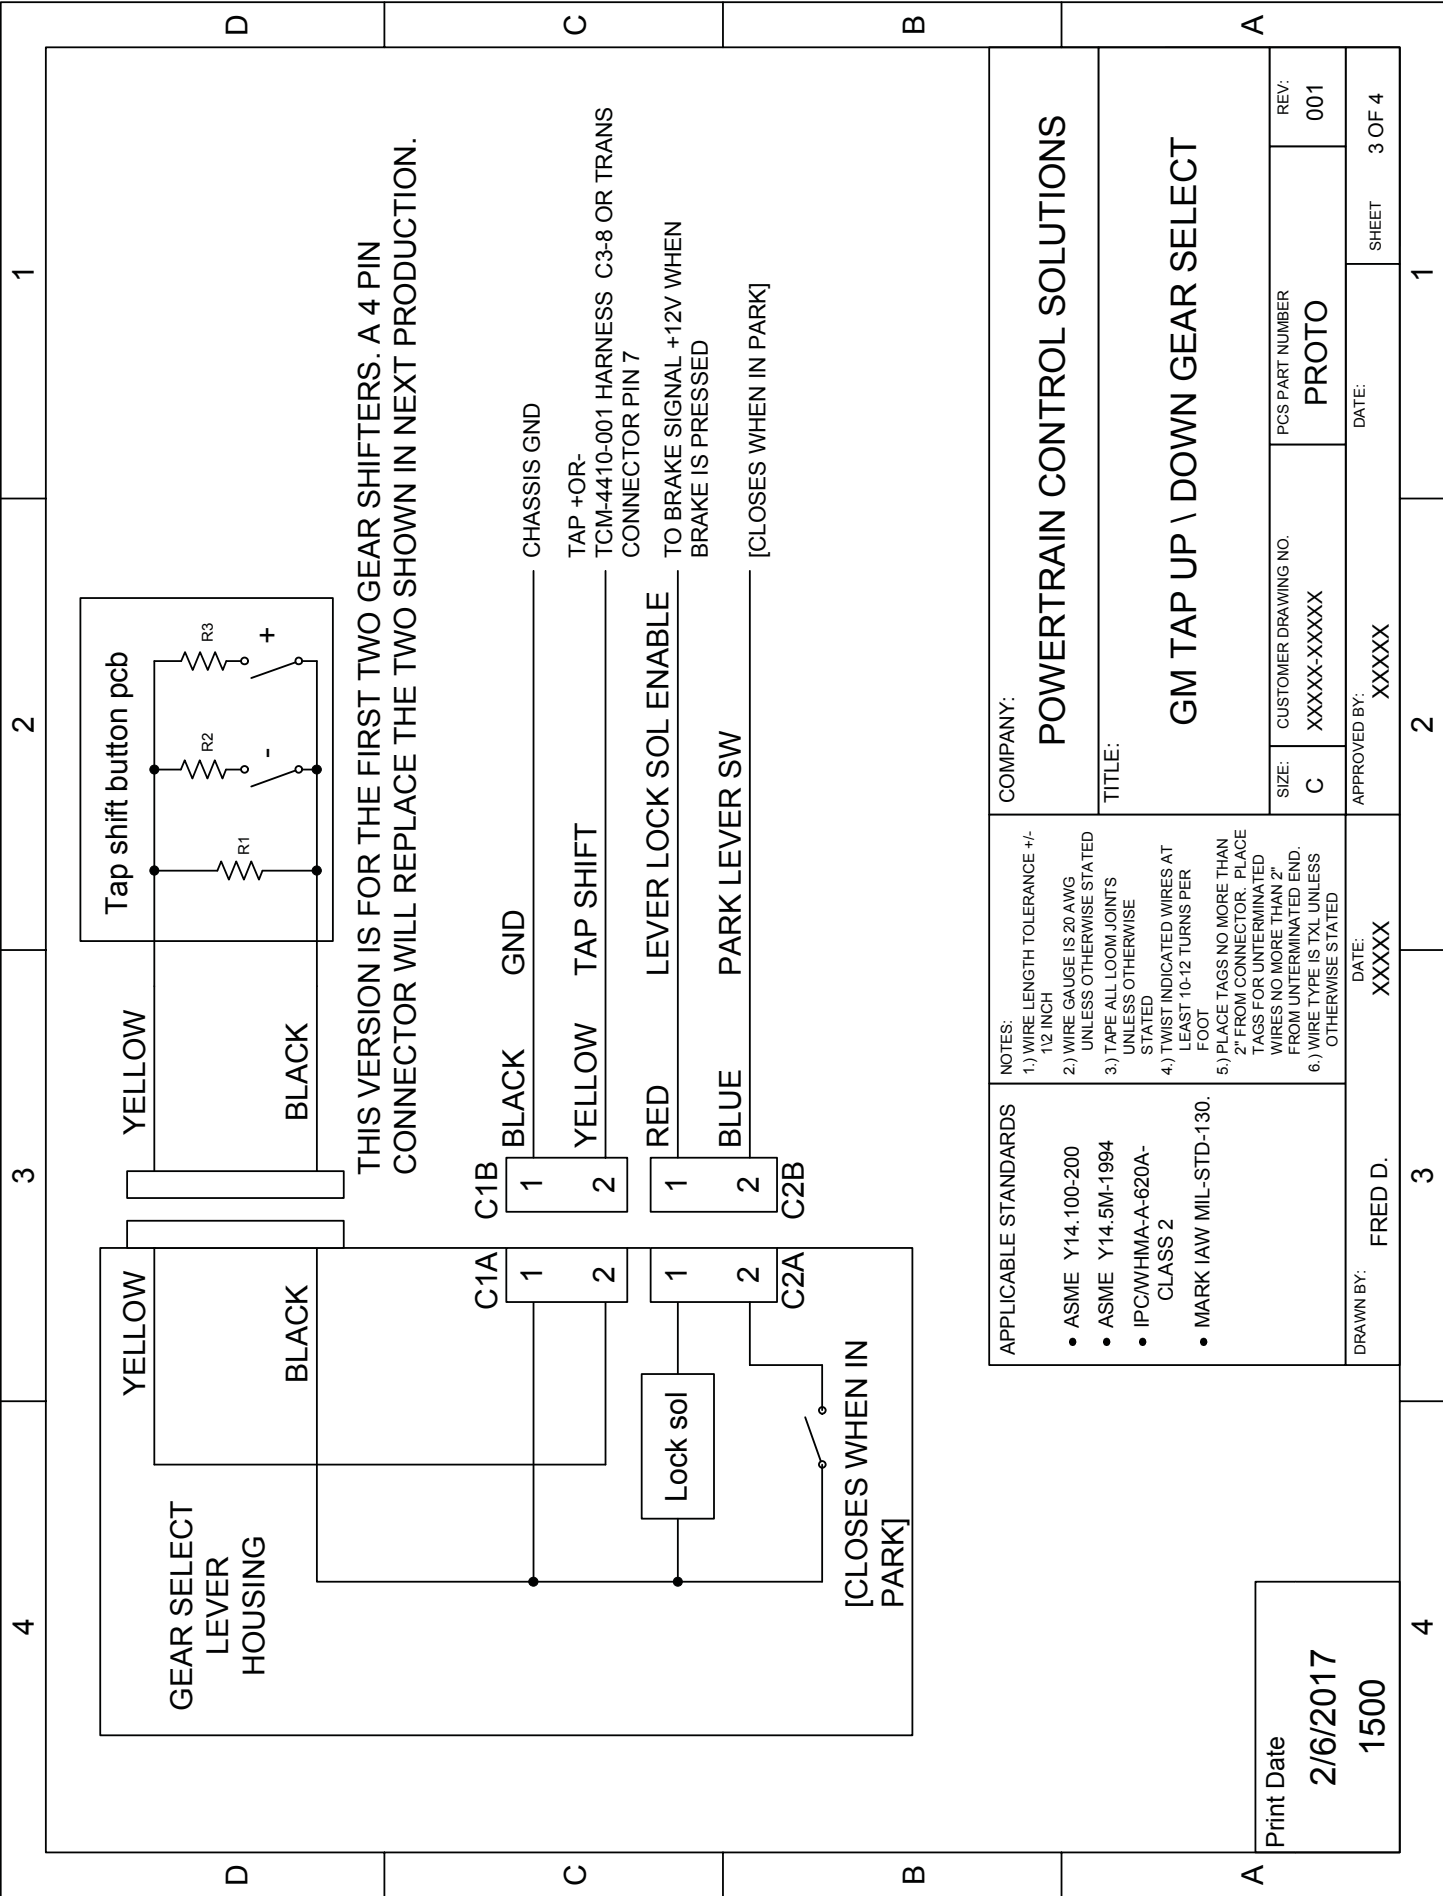 4
3
2
1
D
D
C
C
B
B
A
A
GEAR SELECT
LEVER
HOUSING
YELLOW
BLACK
YELLOW
BLACK
Tap shift button pcb
R1
R2
R3
-
+
THIS VERSION IS FOR THE FIRST TWO GEAR SHIFTERS. A 4 PIN
CONNECTOR WILL REPLACE THE TWO SHOWN IN NEXT PRODUCTION.
C1A
1
2
C1B
1
2
BLACK GND CHASSIS GND
YELLOW TAP SHIFT
TAP +OR-
TCM-4410-001 HARNESS C3-8 OR TRANS
CONNECTOR PIN 7
Lock sol
1
2
C2A
1
2
C2B
RED LEVER LOCK SOL ENABLE
TO BRAKE SIGNAL +12V WHEN
BRAKE IS PRESSED
BLUE PARK LEVER SW [CLOSES WHEN IN PARK]
[CLOSES WHEN IN
PARK]
APPLICABLE STANDARDS
• ASME Y14.100-200
• ASME Y14.5M-1994
• IPC/WHMA-A-620A-
CLASS 2
• MARK IAW MIL-STD-130.
NOTES:
1.) WIRE LENGTH TOLERANCE +/-
1\2 INCH
2.) WIRE GAUGE IS 20 AWG
UNLESS OTHERWISE STATED
3.) TAPE ALL LOOM JOINTS
UNLESS OTHERWISE
STATED
4.) TWIST INDICATED WIRES AT
LEAST 10-12 TURNS PER
FOOT
5.) PLACE TAGS NO MORE THAN
2" FROM CONNECTOR. PLACE
TAGS FOR UNTERMINATED
WIRES NO MORE THAN 2"
FROM UNTERMINATED END.
6.) WIRE TYPE IS TXL UNLESS
OTHERWISE STATED
COMPANY:
POWERTRAIN CONTROL SOLUTIONS
TITLE:
GM TAP UP \ DOWN GEAR SELECT
SIZE:
C
CUSTOMER DRAWING NO.
XXXXX-XXXXX
PCS PART NUMBER
PROTO
REV:
001
DRAWN BY:
FRED D.
DATE:
XXXXX
APPROVED BY:
XXXXX
DATE:
SHEET 3 OF 4
Print Date
2/6/2017
1500
4
3
2
1